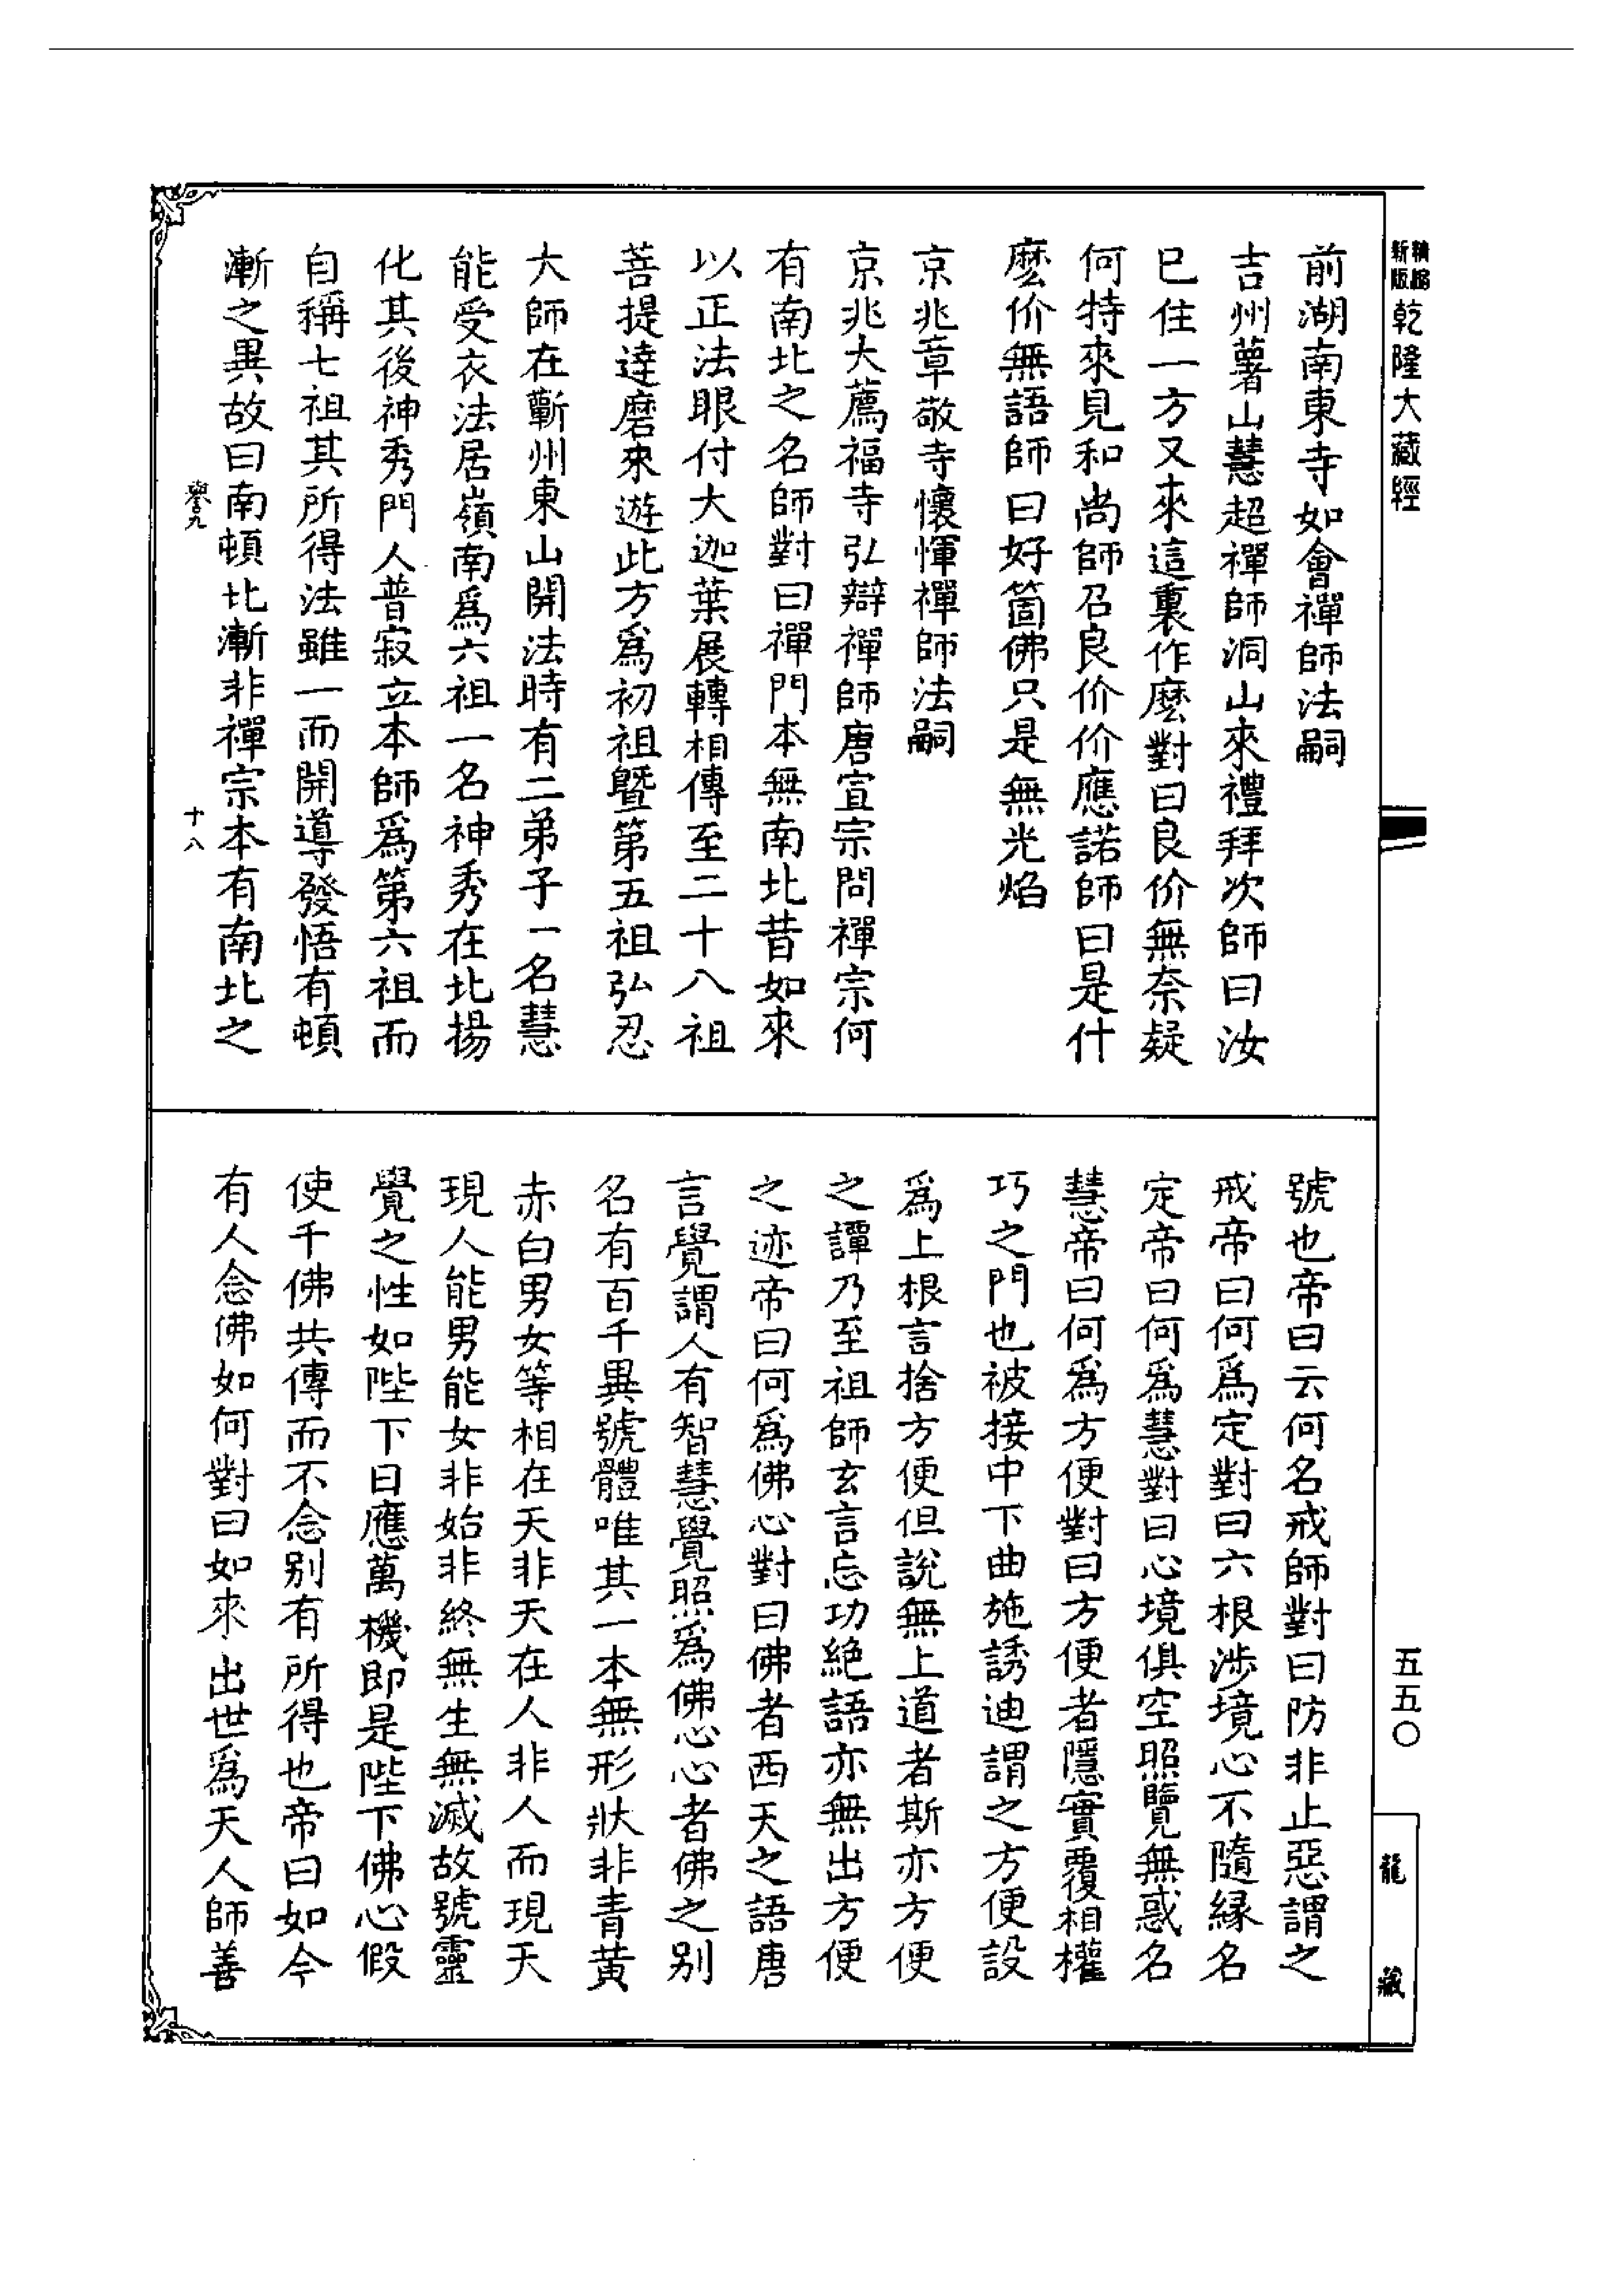 精縮
新版
乾隆大藏經
前湖南東寺如會禪師法嗣
吉州薯山慧超禪師洞山來禮拜次師曰汝
已住一方又來這裏作麽對曰良价無奈疑
何特來見和尚師召良价价應諾師曰是什
麽价無語師曰好箇佛只是無光焰
京兆章敬寺懷惲禪師法嗣
京兆大薦福寺弘辯禪師唐宣宗問禪宗何
有南北之名師對曰禪門本無南北昔如來
以正法眼付大迦葉展轉相傳至二十八祖
菩提達磨來遊此方爲初祖曁第五祖弘忍
大師在蘄州東山開法時有二弟子一名慧
能受衣法居嶺南爲六祖一名神秀在北揚
化其後神秀門人普寂立本師爲第六祖而
自稱七祖其所得法雖一而開導發悟有頓
漸之異故曰南頓北漸非禪宗本有南北之
譽九
十八
號也帝曰云何名戒師對曰防非止惡謂之
戒帝曰何爲定對曰六根涉境心不隨緣名
定帝曰何爲慧對曰心境俱空照覽無惑名
慧帝曰何爲方便對曰方便者隱實覆相權
巧之門也被接中下曲施誘迪謂之方便設
爲上根言捨方便但説無上道者斯亦方便
之譚乃至祖師玄言忘功絶語亦無出方便
之迹帝曰何爲佛心對曰佛者西天之語唐
言覺謂人有智慧覺照爲佛心心者佛之别
名有百千異號體唯其一本無形狀非青黄
赤白男女等相在天非天在人非人而現天
現人能男能女非始非終無生無滅故號靈
覺之性如陛下日應萬機即是陛下佛心假
使千佛共傳而不念别有所得也帝曰如今
有人念佛如何對曰如來出世爲天人師善
五五〇
龍藏